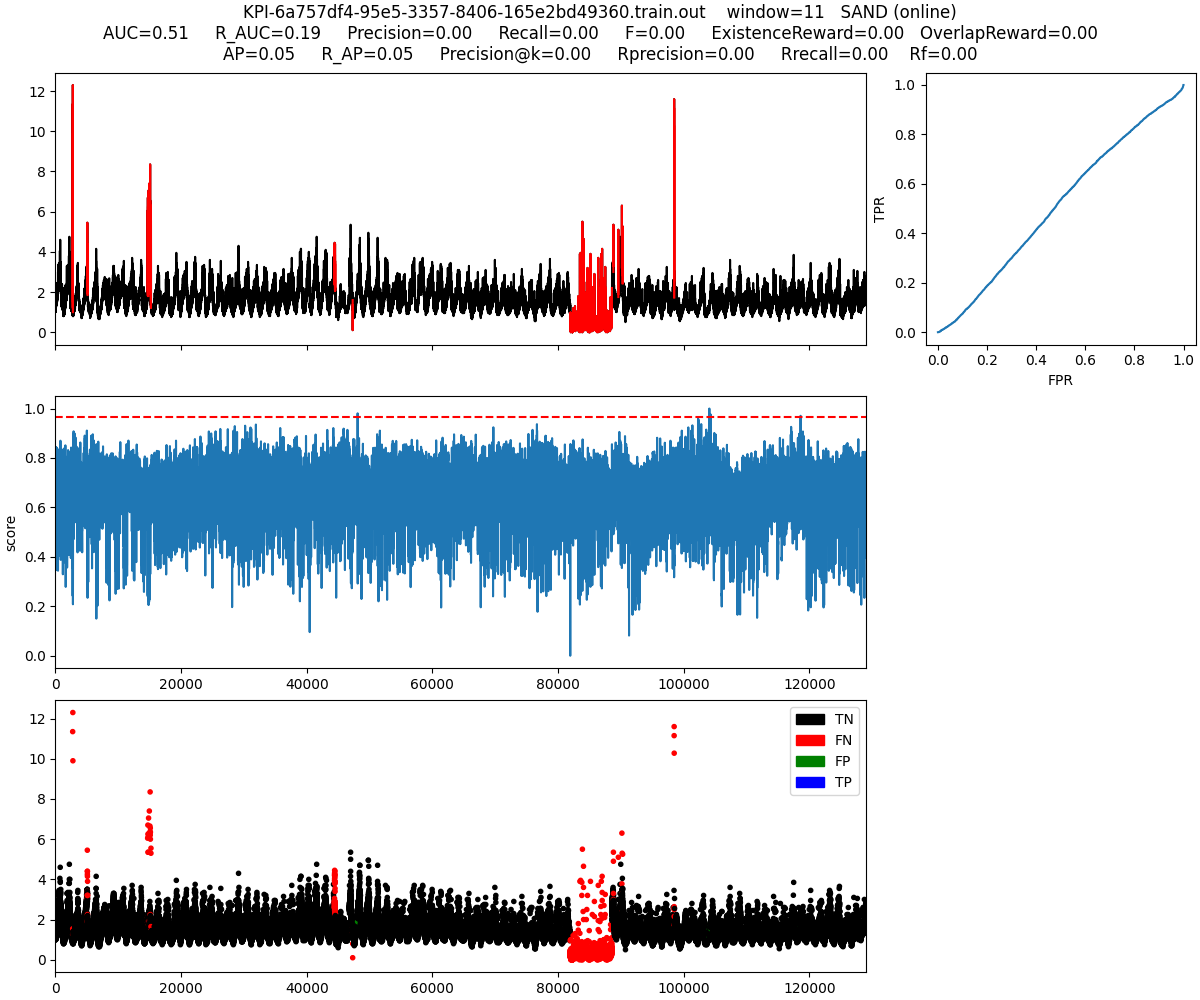 KPI-6a757df4-95e5-3357-8406-165e2bd49360.train.out    window=11   SAND (online)
AUC=0.51     R_AUC=0.19     Precision=0.00     Recall=0.00     F=0.00     ExistenceReward=0.00   OverlapReward=0.00
AP=0.05     R_AP=0.05     Precision@k=0.00     Rprecision=0.00     Rrecall=0.00     Rf=0.00
12
10
8
6
4
2
0
1.0
0.8
0.6
0.4
0.2
0.0
TPR
0.0 0.2 0.4 0.6 0.8 1.0
FPR
1.0
0.8
0.6
0.4
0.2
0.0
score
0 20000 40000 60000 80000 100000 120000
12
10
8
6
4
2
0
TN
FN
FP
TP
0 20000 40000 60000 80000 100000 120000